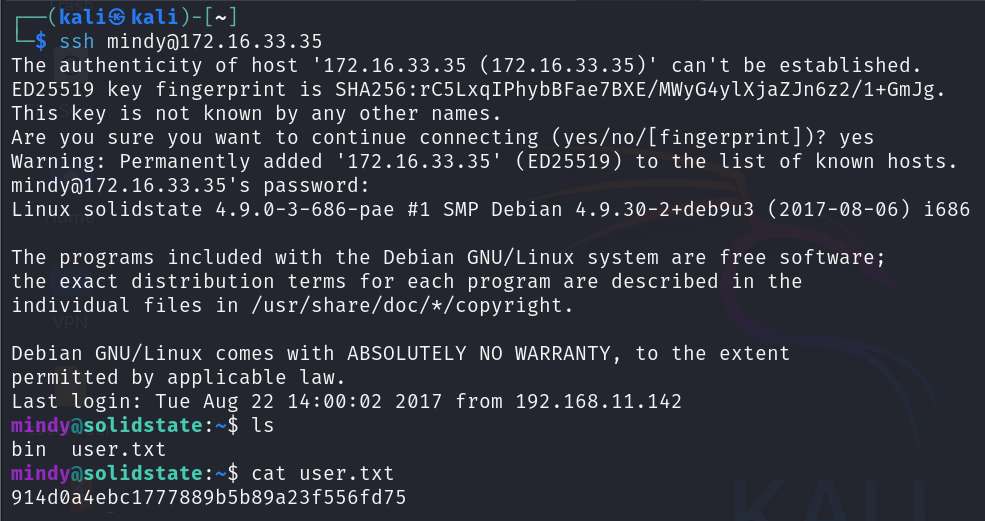 ┌──(kali㉿kali)-[~]
└─$ ssh mindy@172.16.33.35
The authenticity of host '172.16.33.35 (172.16.33.35)' can't be established.
ED25519 key fingerprint is SHA256:rC5LxqIPhybBFae7BXE/MWyG4ylXjaZJn6z2/1+GmJg.
This key is not known by any other names.
Are you sure you want to continue connecting (yes/no/[fingerprint])? yes
Warning: Permanently added '172.16.33.35' (ED25519) to the list of known hosts.
mindy@172.16.33.35's password:
Linux solidstate 4.9.0-3-686-pae #1 SMP Debian 4.9.30-2+deb9u3 (2017-08-06) i686
The programs included with the Debian GNU/Linux system are free software;
the exact distribution terms for each program are described in the
individual files in /usr/share/doc/*/copyright.
VPN
Debian GNU/Linux comes with ABSOLUTELY NO WARRANTY, to the extent
permitted by applicable law.
Last login: Tue Aug 22 14:00:02 2017 from 192.168.11.142
mindy@solidstate:~$ ls
bin  user.txt
mindy@solidstate:~$ cat user.txt
914d0a4ebc1777889b5b89a23f556fd75
KALI